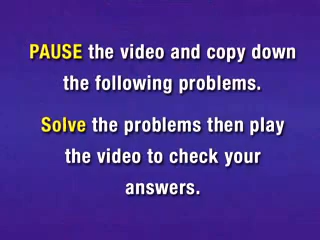 PAUSE the video and copy down
the following problems.
Solve the problems then play
the video to check your
answers.